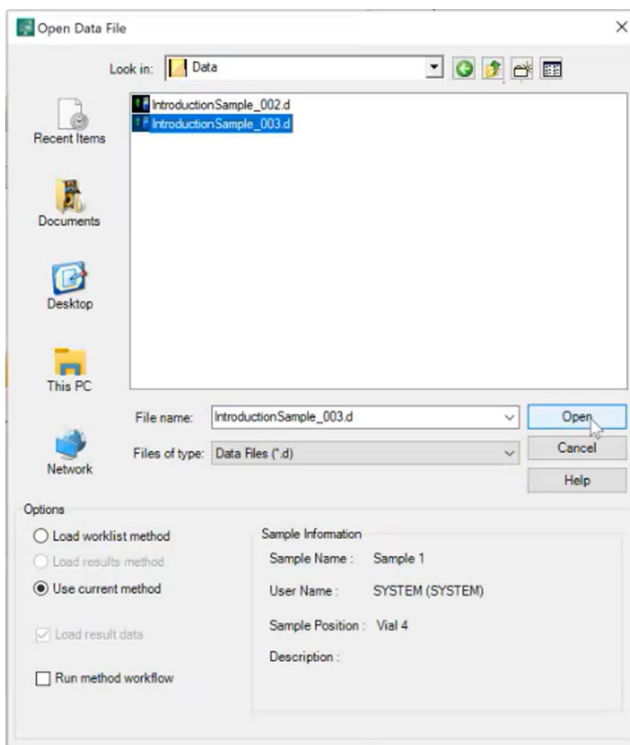 Open Data File
Look in: Data
Recent Items
Documents
Desktop
This PC
Network
IntroductionSample_002.d
IntroductionSample_003.d
File name: IntroductionSample_003.d Open
Files of type: Data Files (*.d) Cancel
Help
Options
Load worklist method
Load results method
Use current method
Load result data
Run method workflow
Sample Information
Sample Name : Sample 1
User Name : SYSTEM (SYSTEM)
Sample Position : Vial 4
Description :